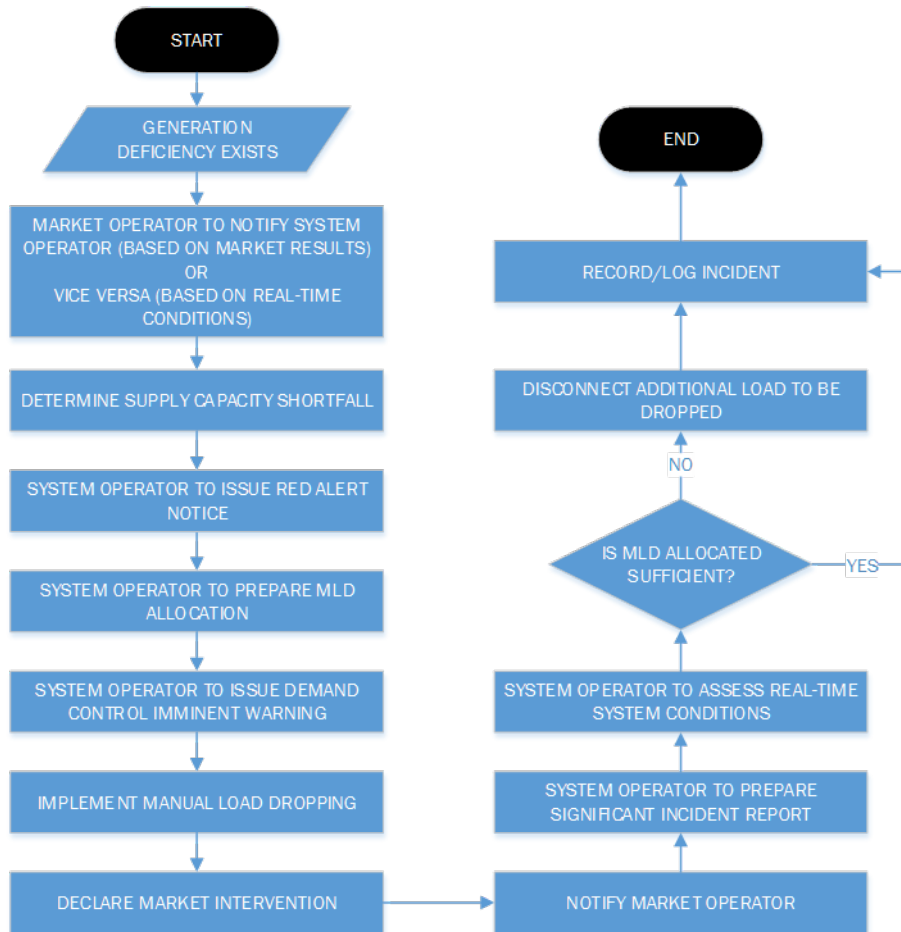 START
GENERATION
DEFICIENCY EXISTS
MARKET OPERATOR TO NOTIFY SYSTEM
OPERATOR (BASED ON MARKET RESULTS)
OR
VICE VERSA (BASED ON REAL-TIME
CONDITIONS)
DETERMINE SUPPLY CAPACITY SHORTFALL
SYSTEM OPERATOR TO ISSUE RED ALERT
NOTICE
SYSTEM OPERATOR TO PREPARE MLD
ALLOCATION
SYSTEM OPERATOR TO ISSUE DEMAND
CONTROL IMMINENT WARNING
IMPLEMENT MANUAL LOAD DROPPING
DECLARE MARKET INTERVENTION
NOTIFY MARKET OPERATOR
SYSTEM OPERATOR TO PREPARE
SIGNIFICANT INCIDENT REPORT
SYSTEM OPERATOR TO ASSESS REAL-TIME
SYSTEM CONDITIONS
IS MLD ALLOCATED
SUFFICIENT?
YES
NO
DISCONNECT ADDITIONAL LOAD TO BE
DROPPED
RECORD/LOG INCIDENT
END